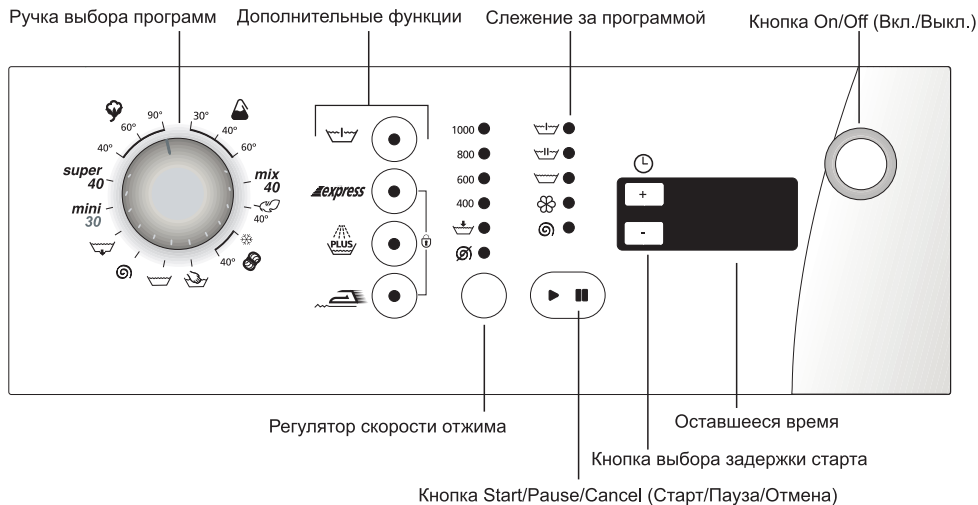 Ручка выбора программ
Дополнительные функции
Слежение за программой
Кнопка On/Off (Вкл./Выкл.)
90°
30°
60°
40°
40°
60°
super
40
mix
40
mini
30
40°
40°
express
PLUS
1000
800
600
400
+
-
Регулятор скорости отжима
Оставшееся время
Кнопка выбора задержки старта
Кнопка Start/Pause/Cancel (Старт/Пауза/Отмена)